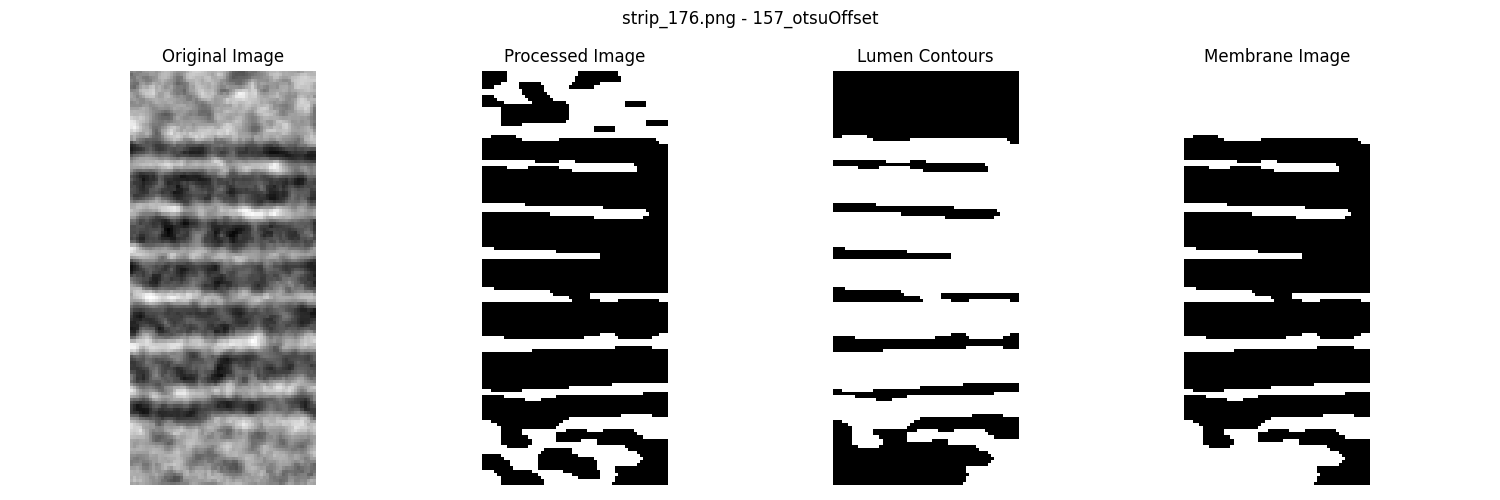 strip_176.png - 157_otsuOffset
Original Image
Processed Image
Lumen Contours
Membrane Image